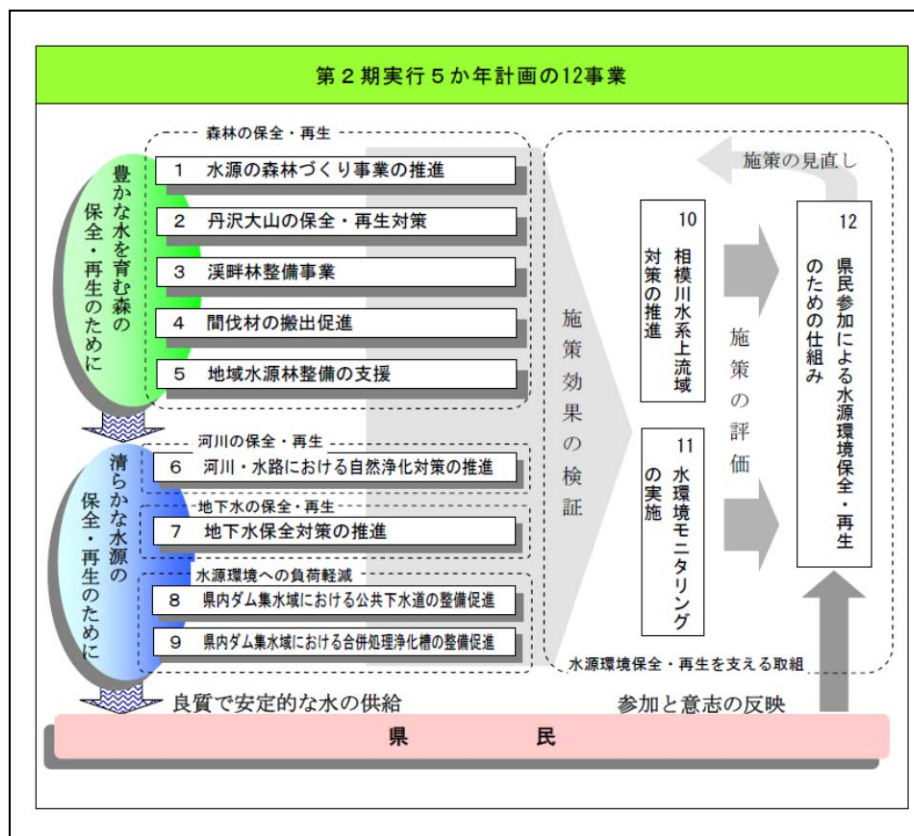 第２期実行５か年計画の12事業
豊かな水を育む森の
保全・再生のために
森林の保全・再生
1 水源の森林づくり事業の推進
2 丹沢大山の保全・再生対策
3 渓畔林整備事業
4 間伐材の搬出促進
5 地域水源林整備の支援
清らかな水源の
保全・再生のために
河川の保全・再生
6 河川・水路における自然浄化対策の推進
地下水の保全・再生
7 地下水保全対策の推進
水源環境への負荷軽減
8 県内ダム集水域における公共下水道の整備促進
9 県内ダム集水域における合併処理浄化槽の整備促進
施策効果の検証
10 相模川水系上流域
対策の推進
11 水環境モニタリング
の実施
施策の評価
施策の見直し
12 県民参加による水源環境保全・再生
のための仕組み
水源環境保全・再生を支える取組
良質で安定的な水の供給
参加と意志の反映
県 民